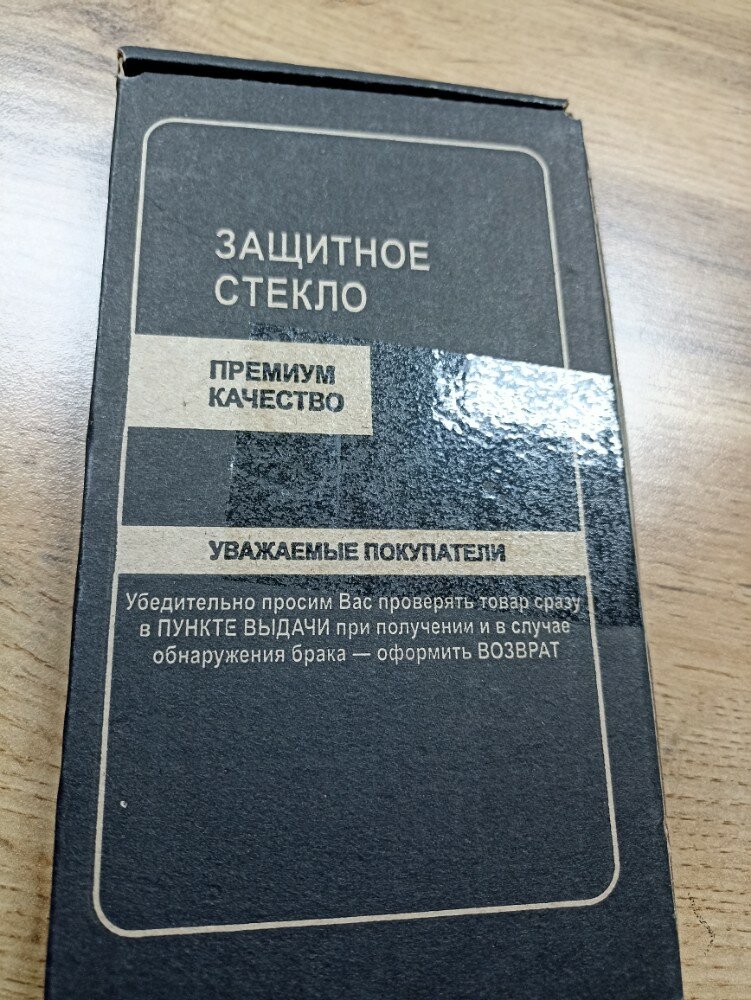 ЗАЩИТНОЕ
СТЕКЛО
ПРЕМИУМ
КАЧЕСТВО
УВАЖАЕМЫЕ ПОКУПАТЕЛИ
Убедительно просим Вас проверять товар сразу
в ПУНКТЕ ВЫДАЧИ при получении и в случае
обнаружения брака — оформить ВОЗВРАТ